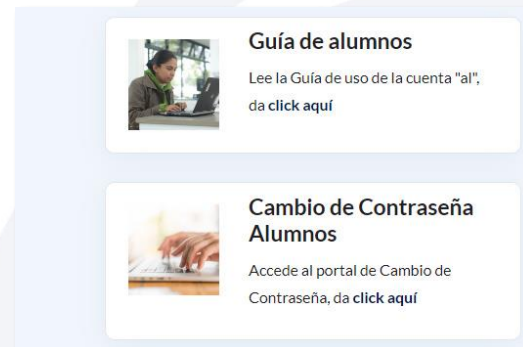 Guía de alumnos
Lee la Guía de uso de la cuenta "al",
da click aquí
Cambio de Contraseña
Alumnos
Accede al portal de Cambio de
Contraseña, da click aquí